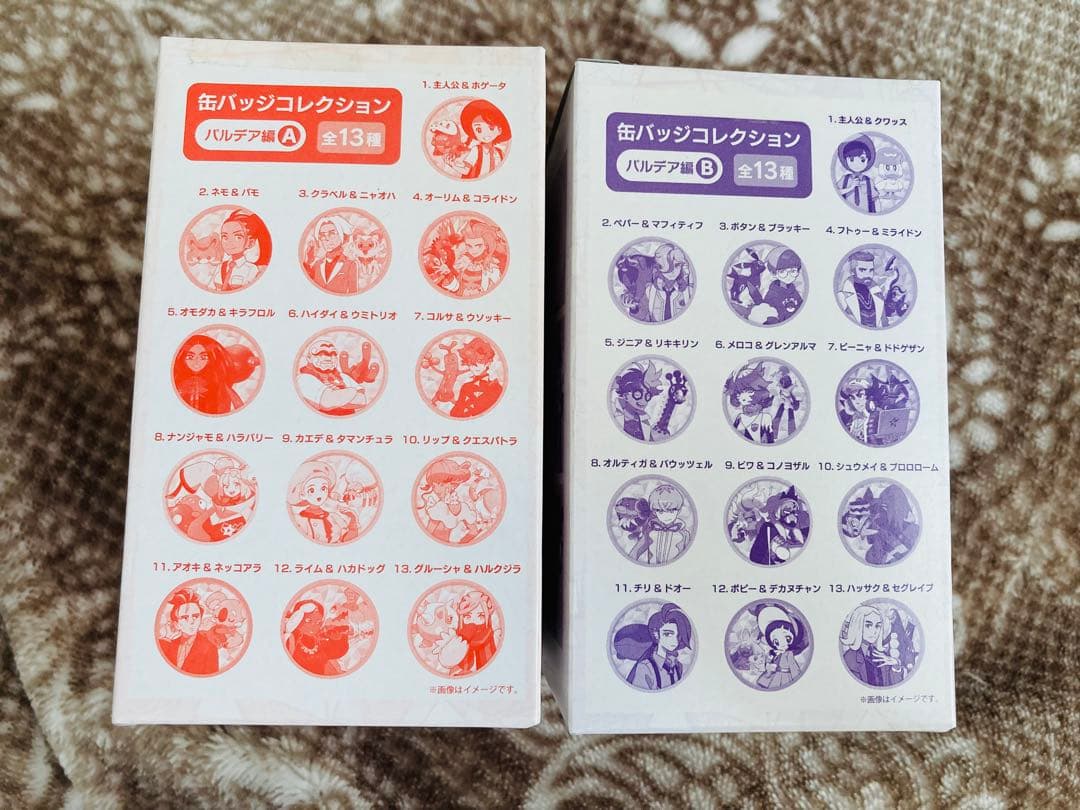 缶バッジコレクション
パルデア編 A 全13種
1. 主人公 & ホゲータ
2. ネモ & パモ
3. クラベル & ニャオハ
4. オーリム & コライドン
5. オモダカ & キラフロル
6. ハイダイ & ウミトリオ
7. コルサ & ウソッキー
8. ナンジャモ & ハラバリー
9. カエデ & タマンチュラ
10. リップ & クエスパトラ
11. アオキ & ネッコアラ
12. ライム & ハカドッグ
13. グルーシャ & ハルクジラ
※画像はイメージです。
缶バッジコレクション
パルデア編 B 全13種
1. 主人公 & クワッス
2. ペパー & マフィティフ
3. ボタン & ブラッキー
4. フトゥー & ミライドン
5. ジニア & リキキリン
6. メロコ & グレンアルマ
7. ピーニャ & ドドゲザン
8. オルティガ & バウッツェル
9. ビワ & コノヨザル
10. シュウメイ & ブロロローム
11. チリ & ドオー
12. ポピー & デカヌチャン
13. ハッサク & セグレイブ
※画像はイメージです。